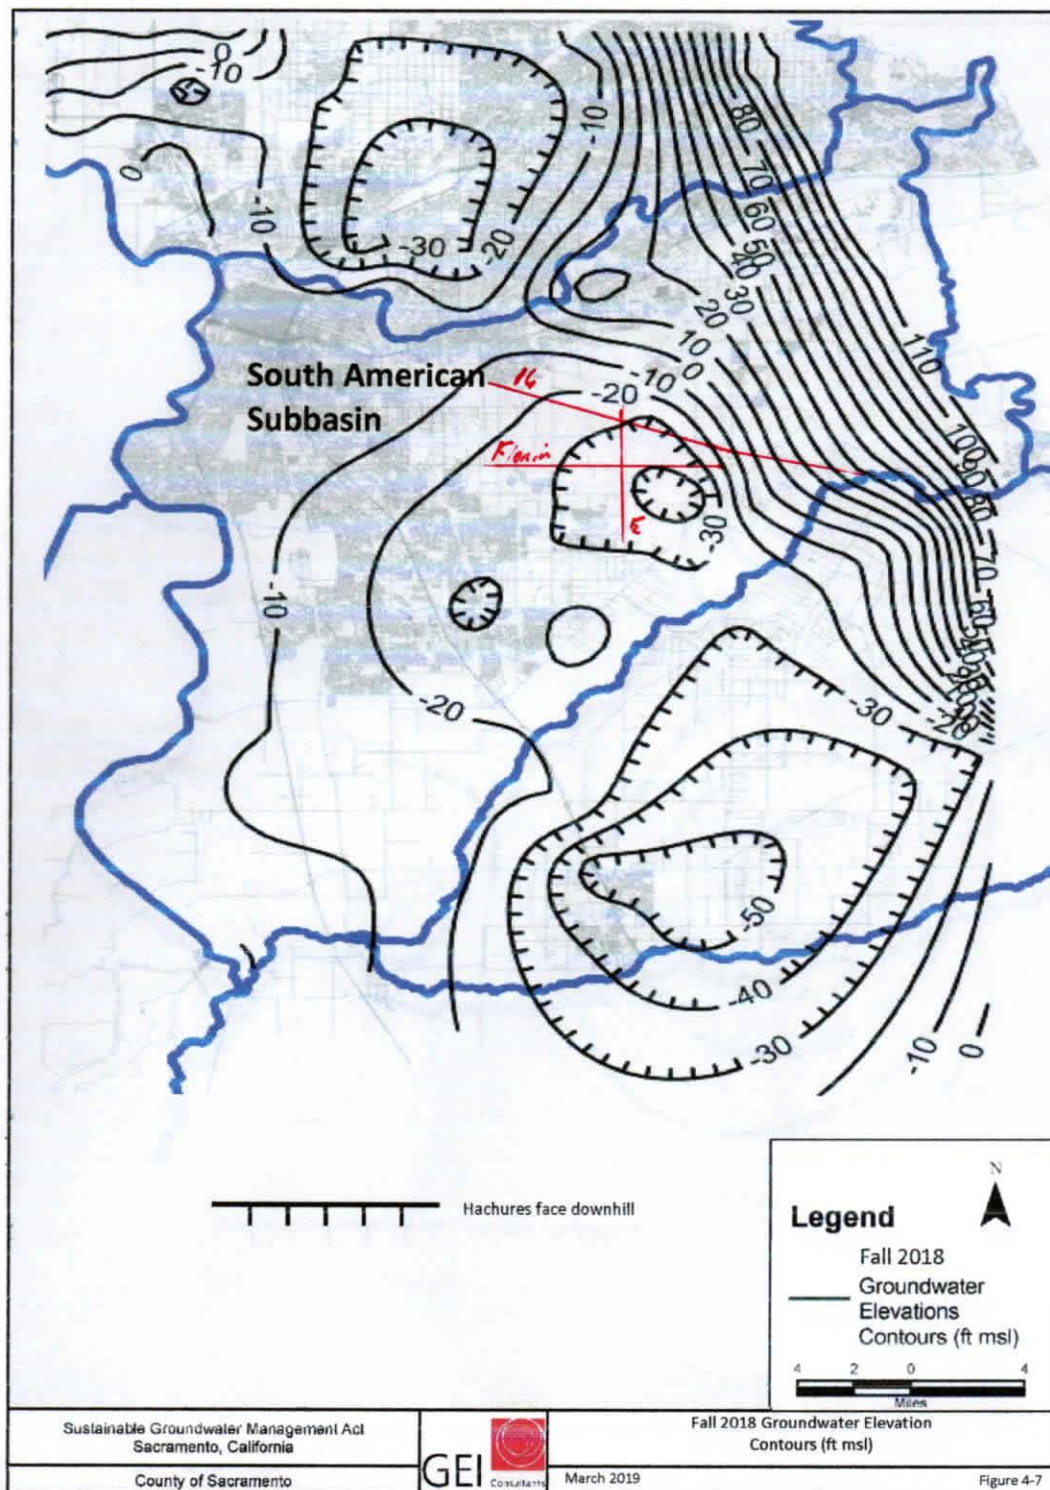 0
-10
0
-10
-30
-20
-10
80
70
60
50
40
30
20
10
0
-10
-20
110
100
90
80
70
60
South American
Subbasin
16
Florin
E
-30
-10
-20
-20
-30
-50
-40
-30
-10
0
Hachures face downhill
N
Legend
Fall 2018
Groundwater
Elevations
Contours (ft msl)
4 2 0 4
Miles
Sustainable Groundwater Management Act
Sacramento, California
County of Sacramento
GEI Consultants
Fall 2018 Groundwater Elevation
Contours (ft msl)
March 2019
Figure 4-7